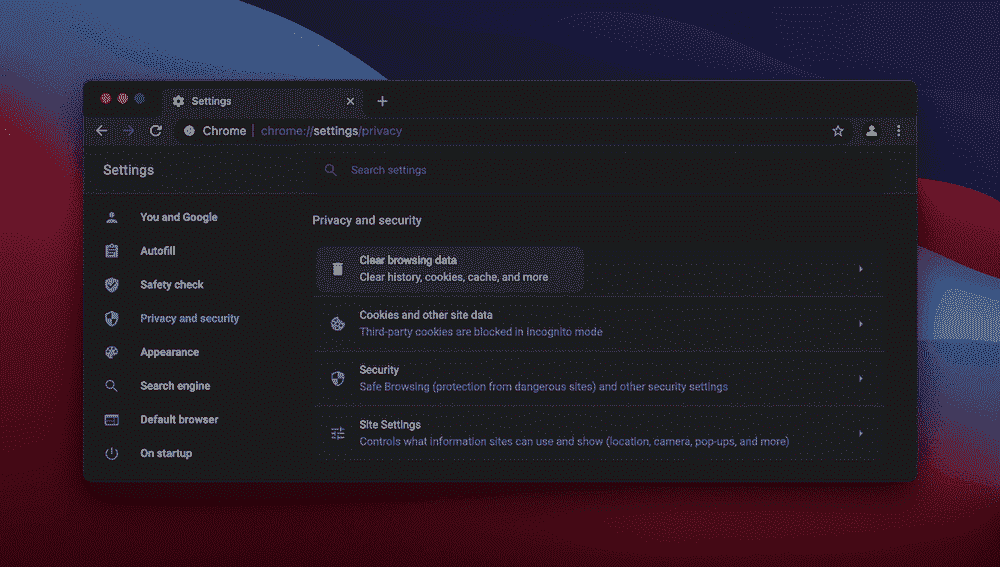 Settings
Chrome | chrome://settings/privacy
Settings
Search settings
You and Google
Autofill
Safety check
Privacy and security
Appearance
Search engine
Default browser
On startup
Privacy and security
Clear browsing data
Clear history, cookies, cache, and more
Cookies and other site data
Third-party cookies are blocked in Incognito mode
Security
Safe Browsing (protection from dangerous sites) and other security settings
Site Settings
Controls what information sites can use and show (location, camera, pop-ups, and more)